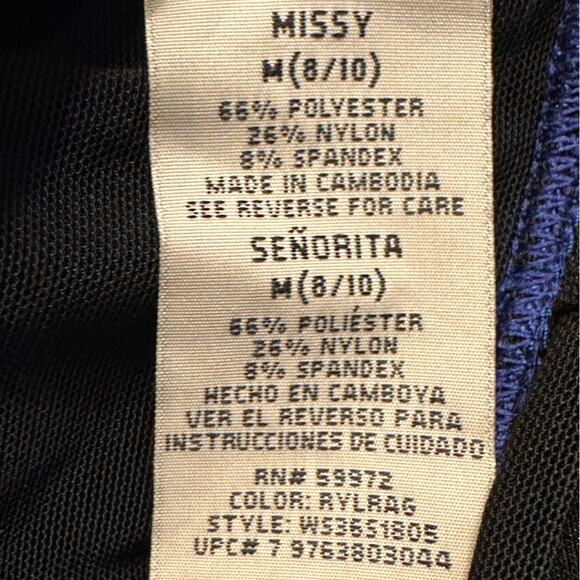 MISSY
M(8/10)
66% POLYESTER
26% NYLON
8% SPANDEX
MADE IN CAMBODIA
SEE REVERSE FOR CARE
SEÑORITA
M(8/10)
66% POLIÉSTER
26% NYLON
8% SPANDEX
HECHO EN CAMBOYA
VER EL REVERSO PARA
INSTRUCCIONES DE CUIDADO
RN# 59972
COLOR: RYLRAG
STYLE: WS36S1805
UPC# 7 9763803044